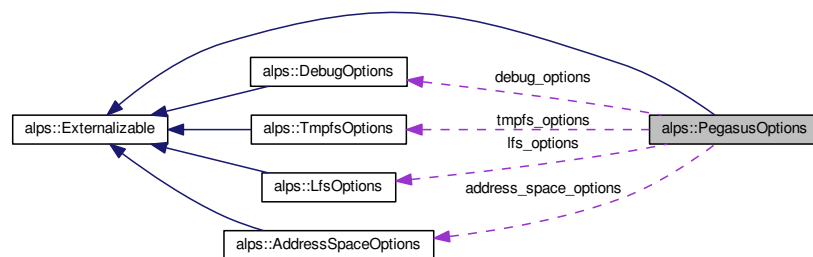 alps::DebugOptions
debug_options
alps::Externalizable
alps::TmpfsOptions
tmpfs_options
alps::PegasusOptions
lfs_options
alps::LfsOptions
address_space_options
alps::AddressSpaceOptions